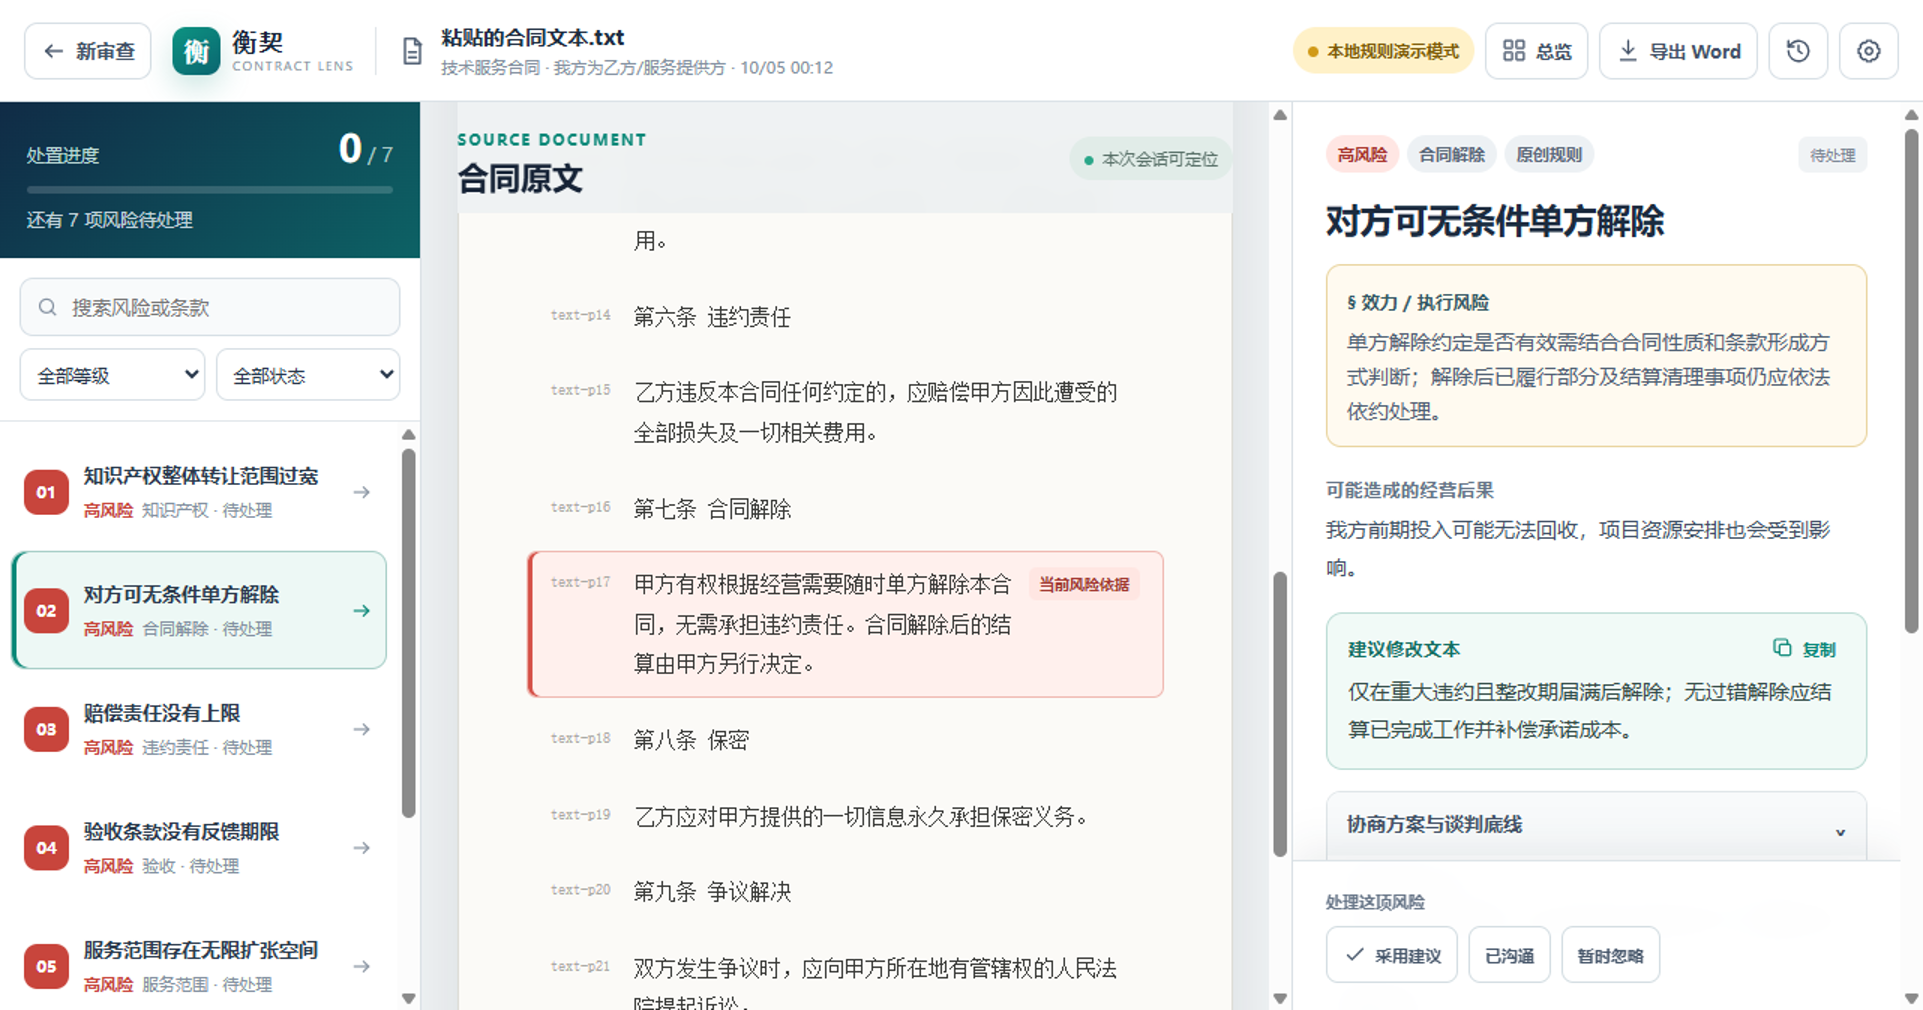 新审查
衡
衡契
CONTRACT LENS
粘贴的合同文本.txt
技术服务合同 · 我方为乙方/服务提供方 · 10/05 00:12
本地规则演示模式
总览
导出 Word
处置进度
0 / 7
还有 7 项风险待处理
搜索风险或条款
全部等级
全部状态
01
知识产权整体转让范围过宽
高风险 知识产权 · 待处理
02
对方可无条件单方解除
高风险 合同解除 · 待处理
03
赔偿责任没有上限
高风险 违约责任 · 待处理
04
验收条款没有反馈期限
高风险 验收 · 待处理
05
服务范围存在无限扩张空间
高风险 服务范围 · 待处理
SOURCE DOCUMENT
合同原文
本次会话可定位
用。
text-p14 第六条 违约责任
text-p15 乙方违反本合同任何约定的，应赔偿甲方因此遭受的
全部损失及一切相关费用。
text-p16 第七条 合同解除
text-p17 甲方有权根据经营需要随时单方解除本合
当前风险依据
同，无需承担违约责任。合同解除后的结
算由甲方另行决定。
text-p18 第八条 保密
text-p19 乙方应对甲方提供的一切信息永久承担保密义务。
text-p20 第九条 争议解决
text-p21 双方发生争议时，应向甲方所在地有管辖权的人民法
院提起诉讼。
高风险 合同解除 原创规则
待处理
对方可无条件单方解除
§ 效力 / 执行风险
单方解除约定是否有效需结合合同性质和条款形成方
式判断；解除后已履行部分及结算清理事项仍应依法
依约处理。
可能造成的经营后果
我方前期投入可能无法回收，项目资源安排也会受到影
响。
建议修改文本
复制
仅在重大违约且整改期届满后解除；无过错解除应结
算已完成工作并补偿承诺成本。
协商方案与谈判底线
处理这项风险
采用建议
已沟通
暂时忽略